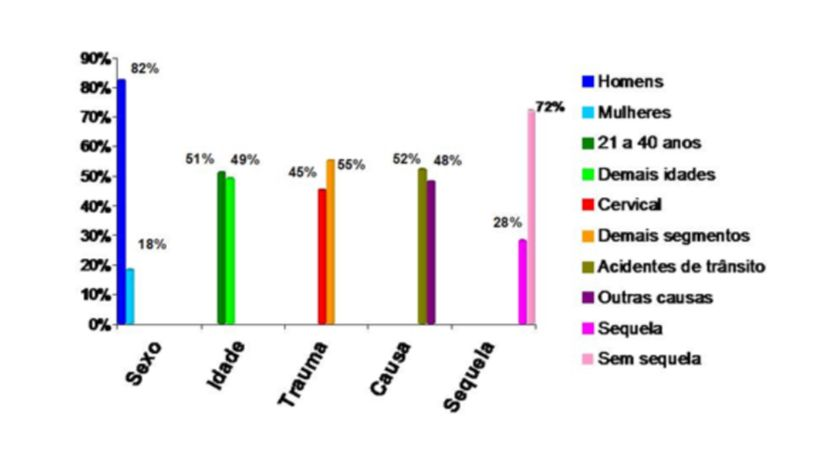 90%
80%
70%
60%
50%
40%
30%
20%
10%
0%
82%
18%
51%
49%
45%
55%
52%
48%
28%
72%
Sexo
Idade
Trauma
Causa
Sequela
Homens
Mulheres
21 a 40 anos
Demais idades
Cervical
Demais segmentos
Acidentes de trânsito
Outras causas
Sequela
Sem sequela